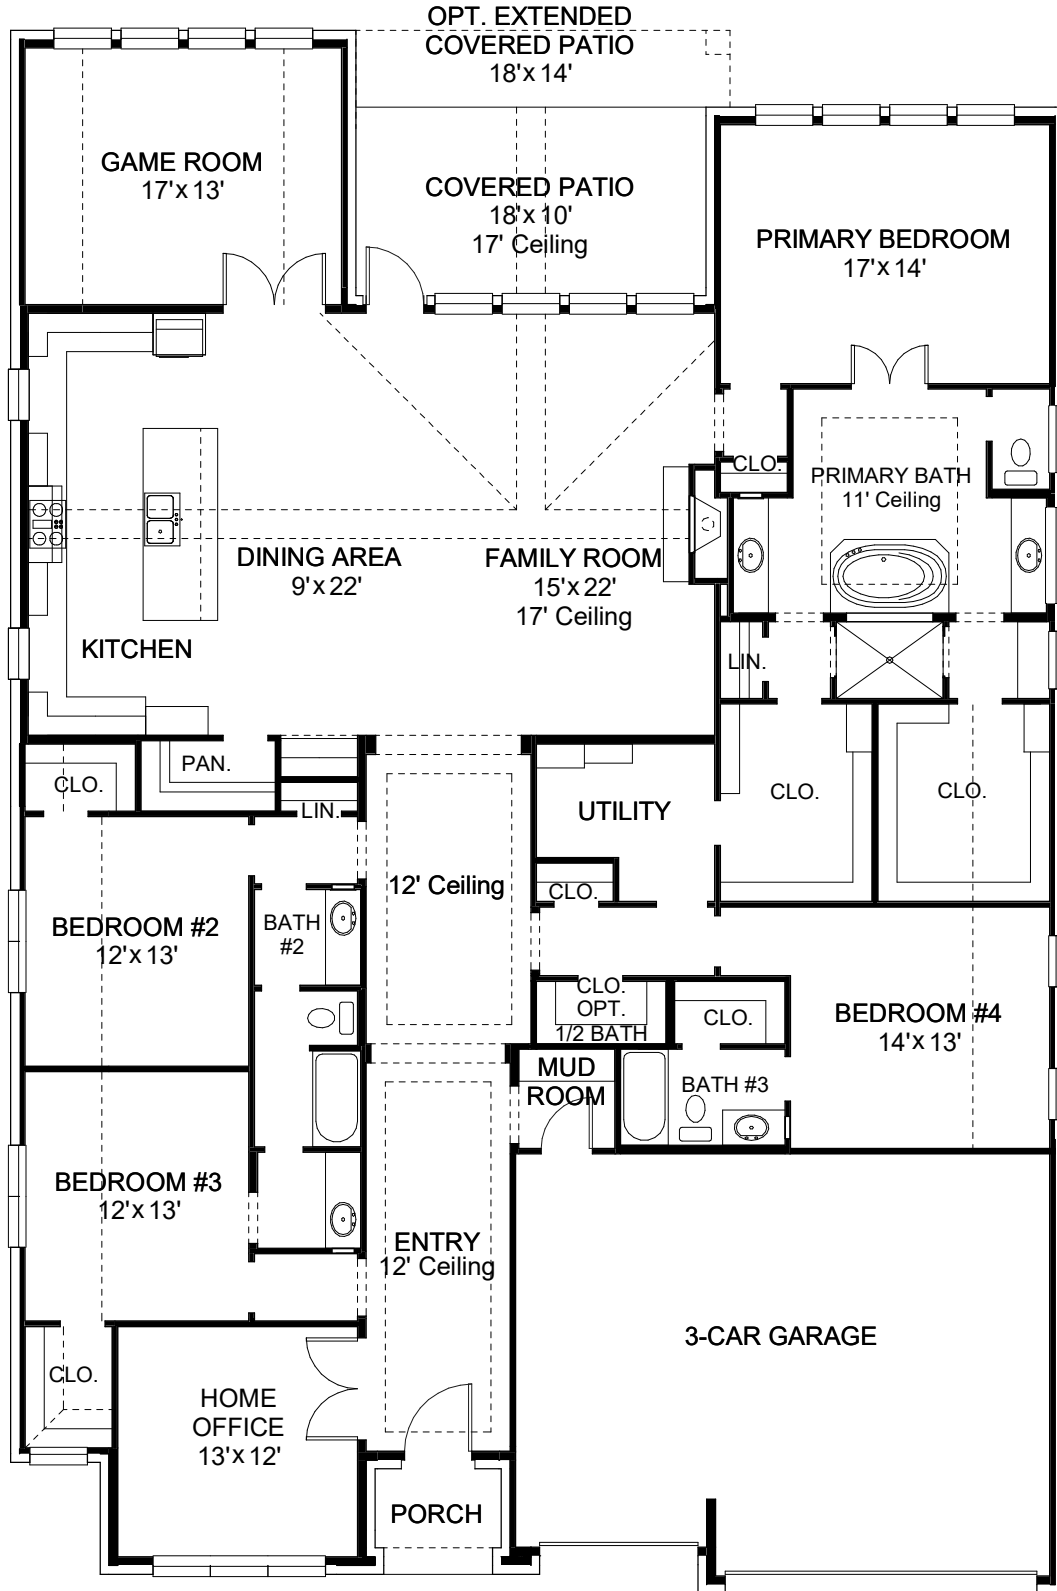 OPT. EXTENDED
COVERED PATIO
18'x 14'
GAME ROOM
17'x 13'
COVERED PATIO
18'x 10'
17' Ceiling
PRIMARY BEDROOM
17'x 14'
CLO.
PRIMARY BATH
11' Ceiling
DINING AREA
9'x 22'
FAMILY ROOM
15'x 22'
17' Ceiling
KITCHEN
LIN.
PAN.
CLO.
LIN.
UTILITY
CLO.
CLO.
12' Ceiling
CLO.
BEDROOM #2
12'x 13'
BATH
#2
CLO.
OPT.
1/2 BATH
CLO.
BEDROOM #4
14'x 13'
MUD
ROOM
BATH #3
BEDROOM #3
12'x 13'
ENTRY
12' Ceiling
3-CAR GARAGE
CLO.
HOME
OFFICE
13'x 12'
PORCH